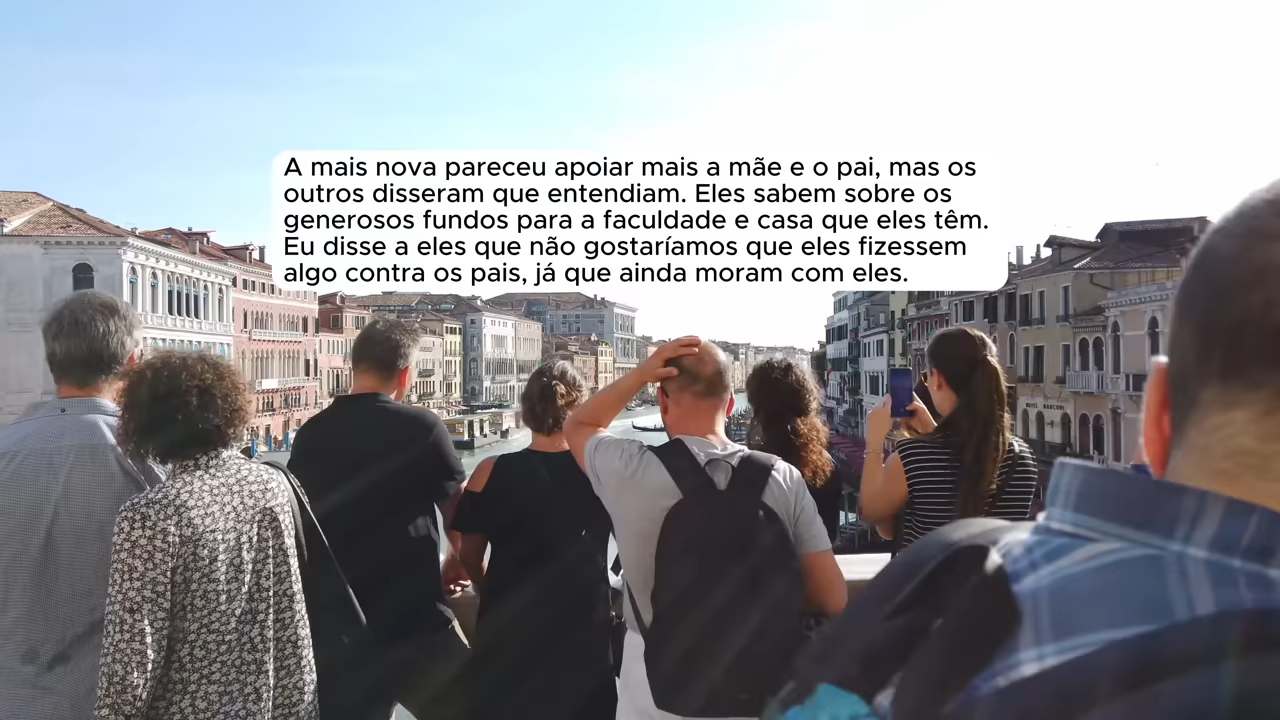 A mais nova pareceu apoiar mais a mãe e o pai, mas os
outros disseram que entendiam. Eles sabem sobre os
generosos fundos para a faculdade e casa que eles têm.
Eu disse a eles que não gostaríamos que eles fizessem
algo contra os pais, já que ainda moram com eles.